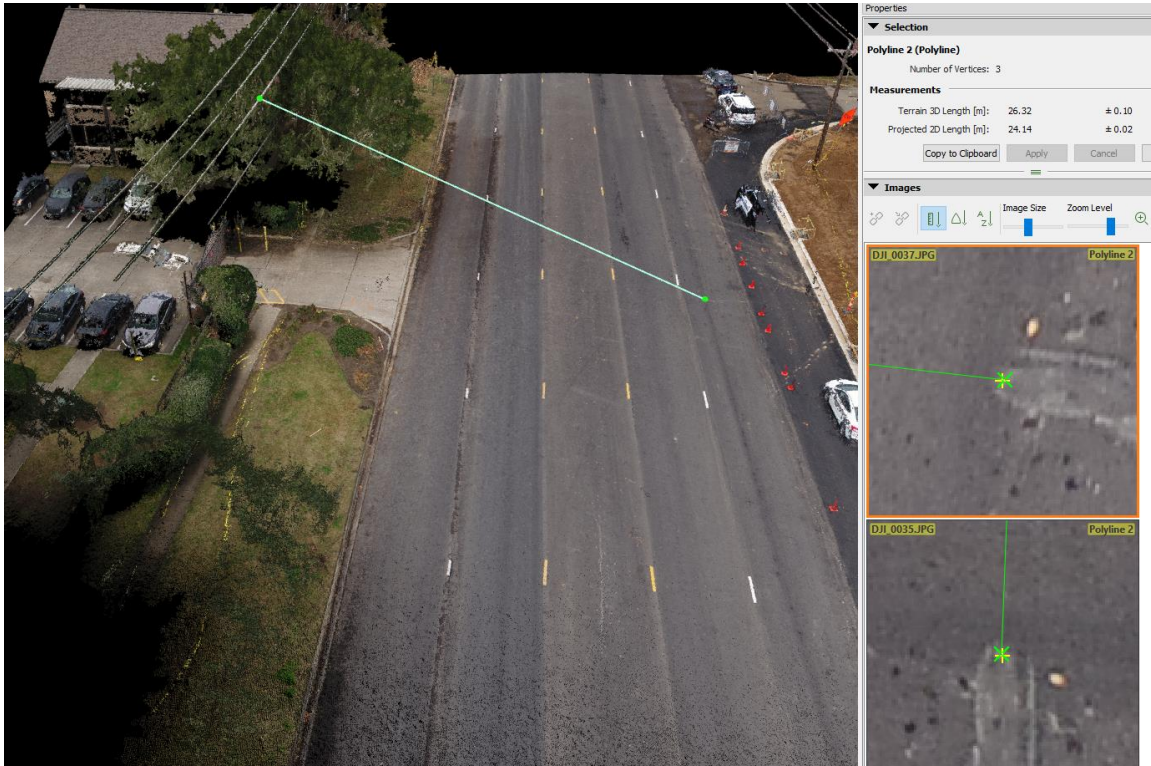 Properties
Selection
Polyline 2 (Polyline)
Number of Vertices: 3
Measurements
Terrain 3D Length [m]: 26.32 ± 0.10
Projected 2D Length [m]: 24.14 ± 0.02
Copy to Clipboard Apply Cancel
Images
Image Size Zoom Level
DJI_0037.JPG Polyline 2
DJI_0035.JPG Polyline 2